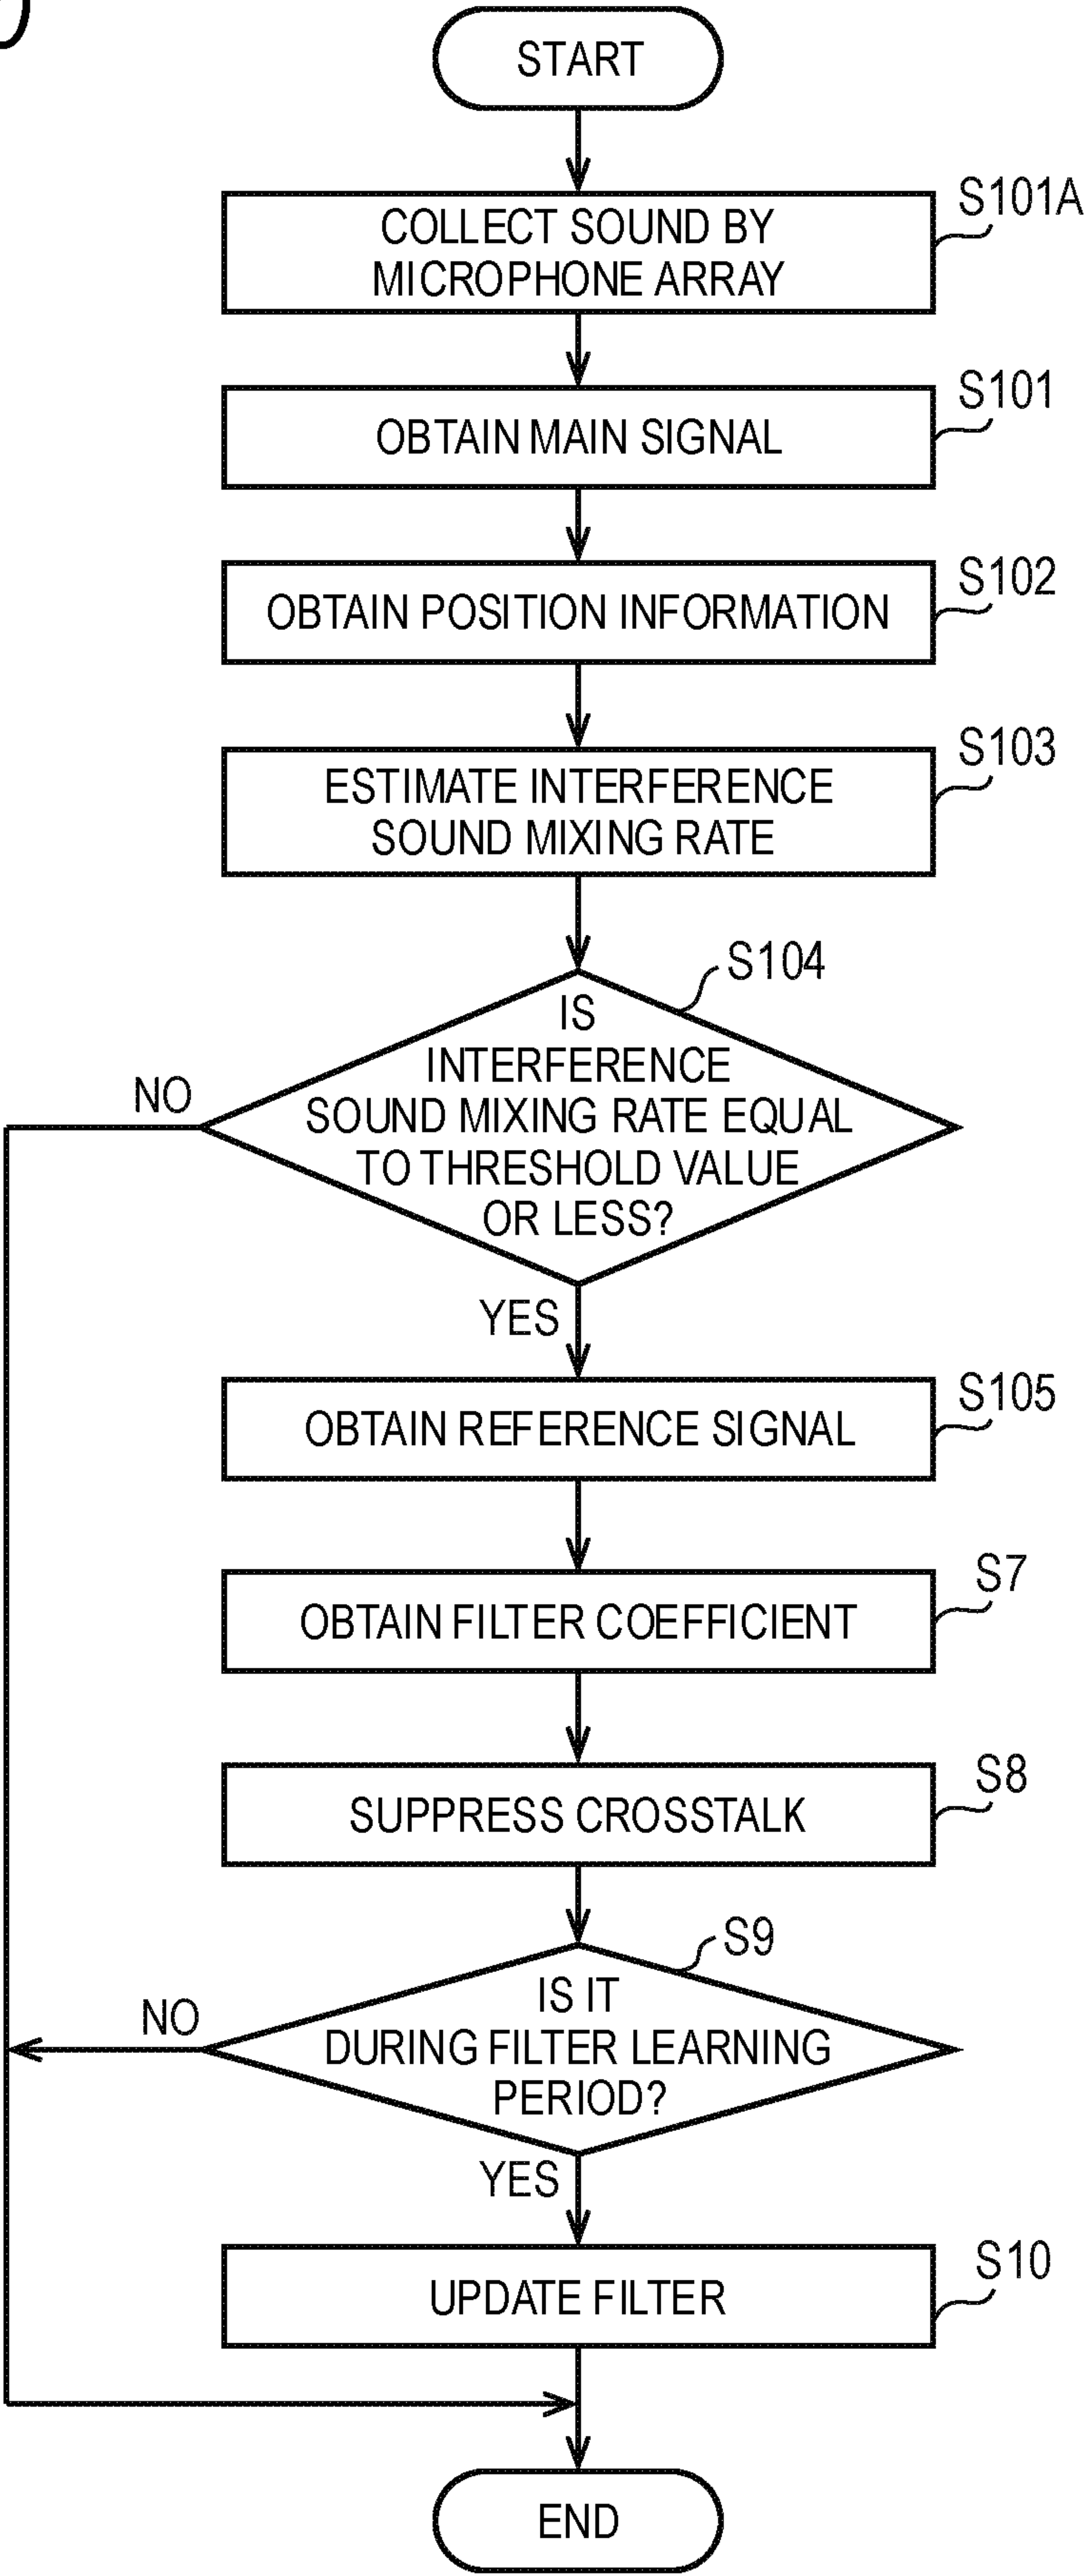 START
COLLECT SOUND BY
MICROPHONE ARRAY
S101A
OBTAIN MAIN SIGNAL
S101
OBTAIN POSITION INFORMATION
S102
ESTIMATE INTERFERENCE
SOUND MIXING RATE
S103
S104
IS
INTERFERENCE
SOUND MIXING RATE EQUAL
TO THRESHOLD VALUE
OR LESS?
NO
YES
OBTAIN REFERENCE SIGNAL
S105
OBTAIN FILTER COEFFICIENT
S7
SUPPRESS CROSSTALK
S8
S9
IS IT
DURING FILTER LEARNING
PERIOD?
NO
YES
UPDATE FILTER
S10
END